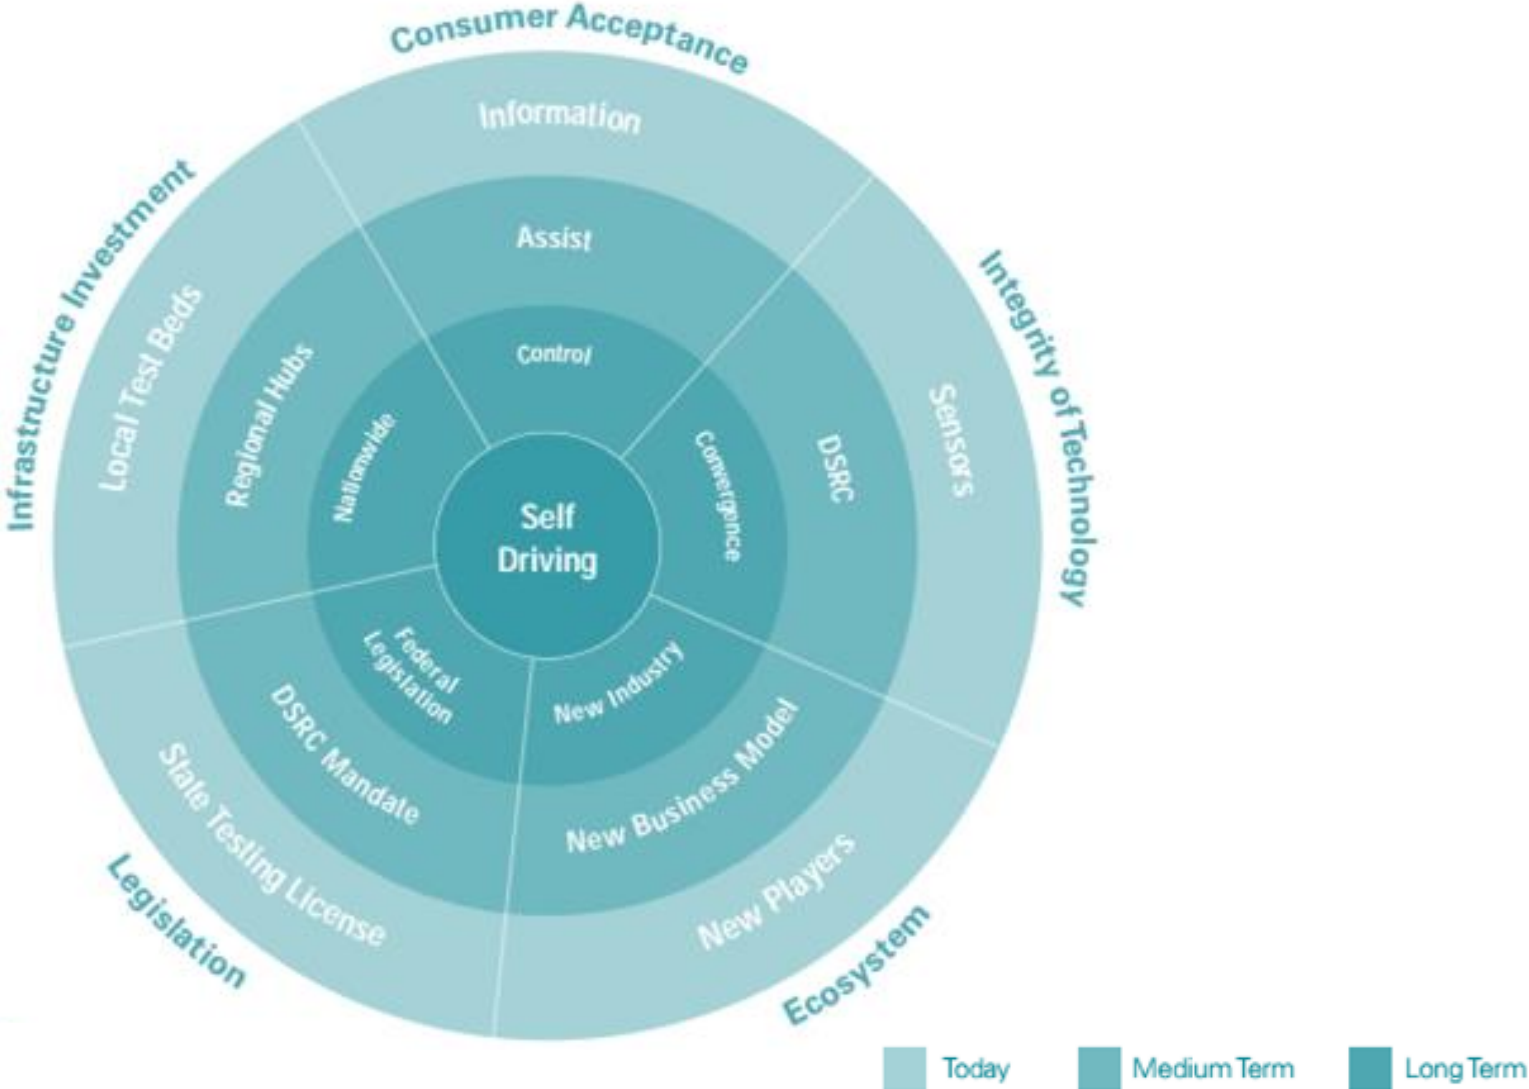 Consumer Acceptance
Information
Assist
Control
Integrity of Technology
Sensors
DSRC
Convergence
Ecosystem
New Players
New Business Model
New Industry
Legislation
State Testing License
DSRC Mandate
Federal
Legislation
Infrastructure Investment
Local Test Beds
Regional Hubs
Nationwide
Self
Driving
Today
Medium Term
Long Term